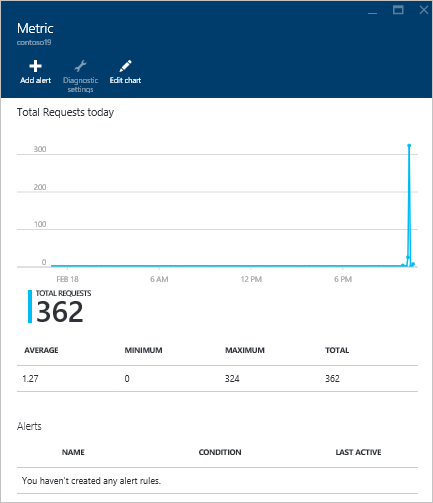 Metric
contoso19
Add alert
Diagnostic settings
Edit chart
Total Requests today
300
200
100
0
FEB 18 6 AM 12 PM 6 PM
TOTAL REQUESTS
362
AVERAGE MINIMUM MAXIMUM TOTAL
1.27 0 324 362
Alerts
NAME CONDITION LAST ACTIVE
You haven't created any alert rules.